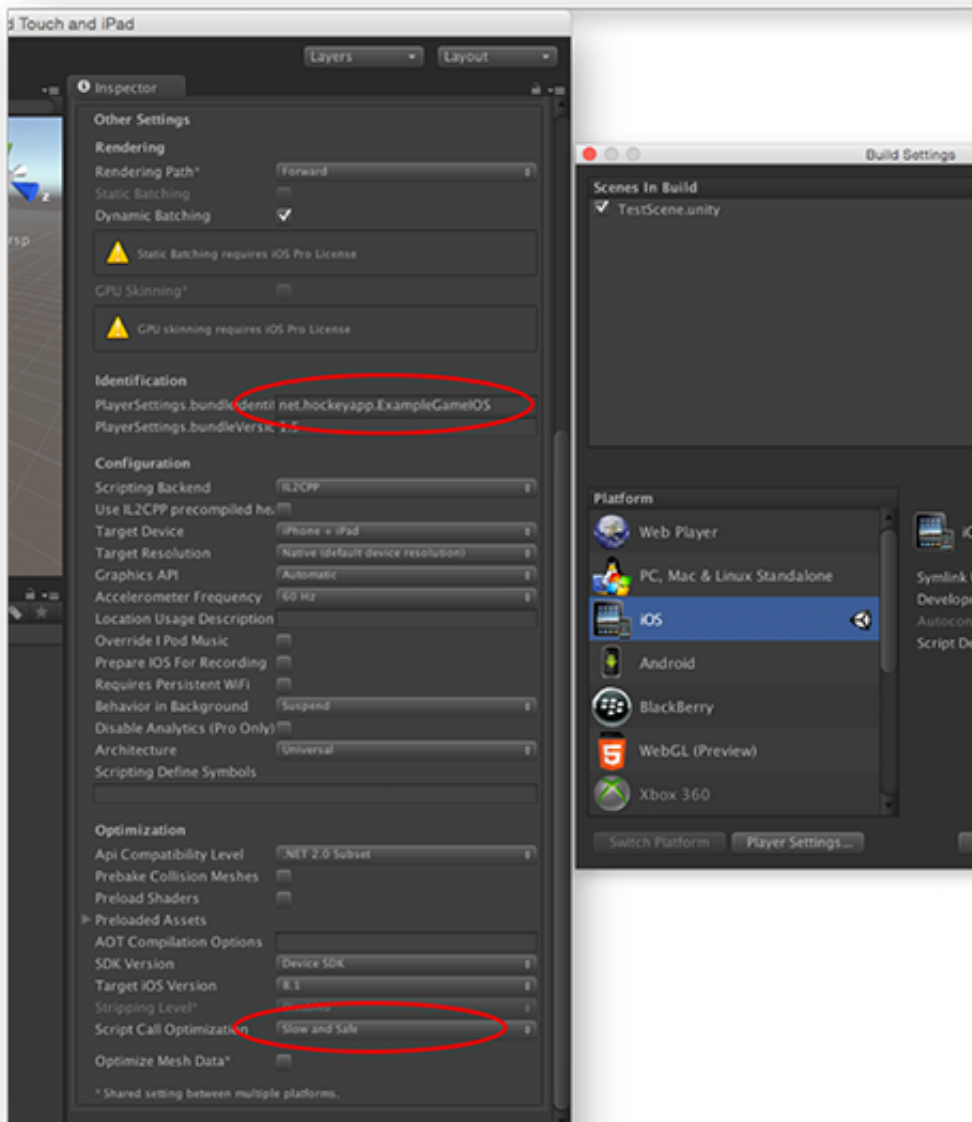 d Touch and iPad
Layers
Layout
Inspector
Other Settings
Rendering
Rendering Path* Forward
Static Batching
Dynamic Batching
Static Batching requires iOS Pro License
GPU Skinning*
GPU skinning requires iOS Pro License
Identification
PlayerSettings.bundleIdentif net.hockeyapp.ExampleGameIOS
PlayerSettings.bundleVersic
Configuration
Scripting Backend IL2CPP
Use IL2CPP precompiled he
Target Device iPhone + iPad
Target Resolution Native (default device resolution)
Graphics API Automatic
Accelerometer Frequency 60 Hz
Location Usage Description
Override I Pod Music
Prepare IOS For Recording
Requires Persistent WiFi
Behavior in Background Suspend
Disable Analytics (Pro Only)
Architecture Universal
Scripting Define Symbols
Optimization
Api Compatibility Level .NET 2.0 Subset
Prebake Collision Meshes
Preload Shaders
Preloaded Assets
AOT Compilation Options
SDK Version Device SDK
Target iOS Version 8.1
Stripping Level* Disabled
Script Call Optimization Slow and Safe
Optimize Mesh Data*
* Shared setting between multiple platforms.
rsp
z
Build Settings
Scenes In Build
TestScene.unity
Platform
Web Player
PC, Mac & Linux Standalone
iOS
Android
BlackBerry
WebGL (Preview)
Xbox 360
Switch Platform
Player Settings...
iO
Symlink
Develop
Autocon
Script De